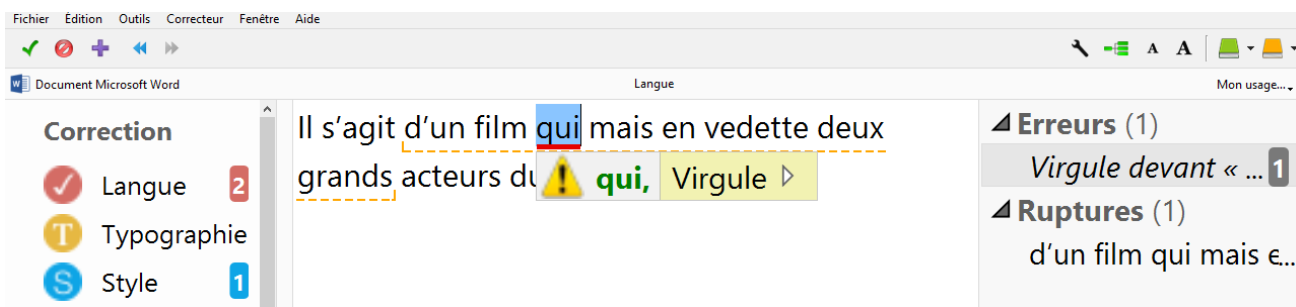 Fichier Édition Outils Correcteur Fenêtre Aide
A A
W Document Microsoft Word Langue Mon usage...
Correction
Langue 2
T Typographie
S Style 1
Il s’agit d’un film qui mais en vedette deux
grands acteurs
qui, Virgule
Erreurs (1)
Virgule devant « ... 1
Ruptures (1)
d’un film qui mais e...